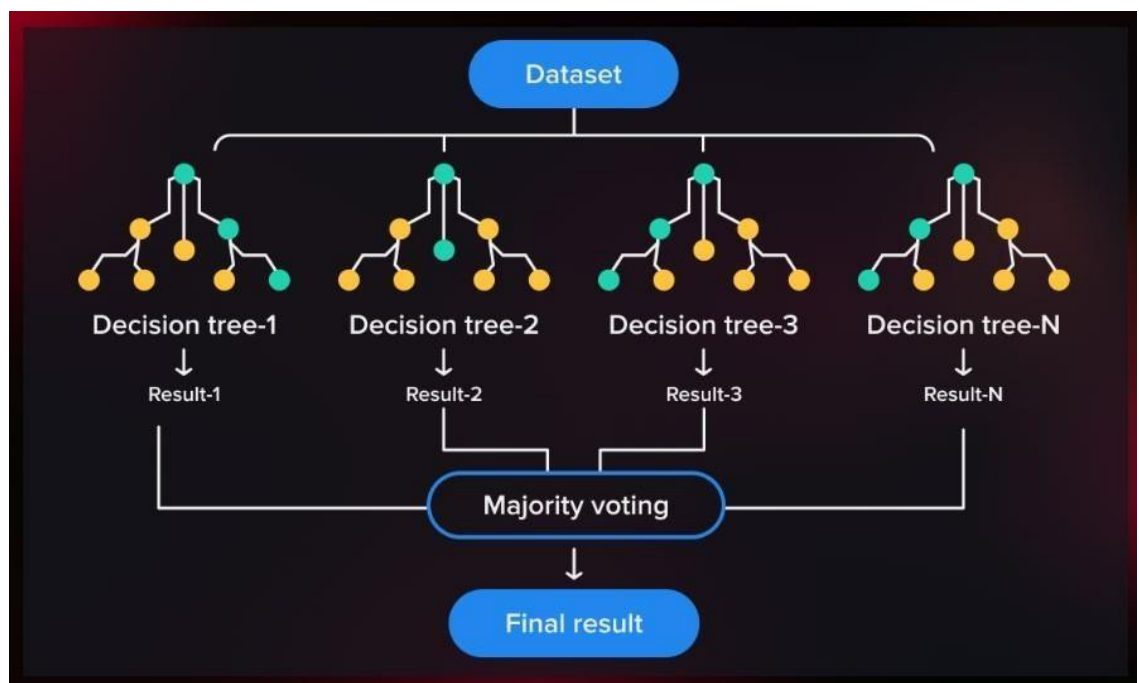 Dataset
Decision tree-1
Decision tree-2
Decision tree-3
Decision tree-N
Result-1
Result-2
Result-3
Result-N
Majority voting
Final result